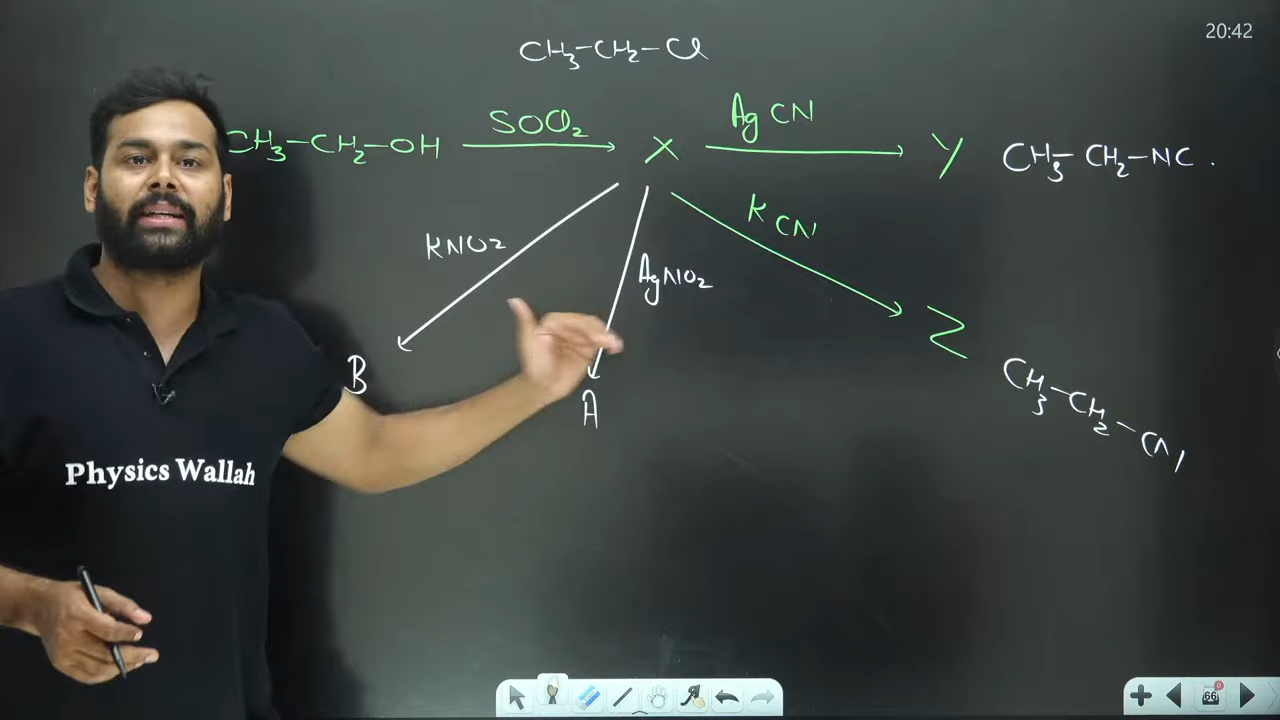 20:42
CH3-CH2-Cl
CH3-CH2-OH SOCl2 X AgCN Y CH3-CH2-NC.
KNO2 AgNO2 KCN
B A Z CH3-CH2-CN
Physics Wallah
66